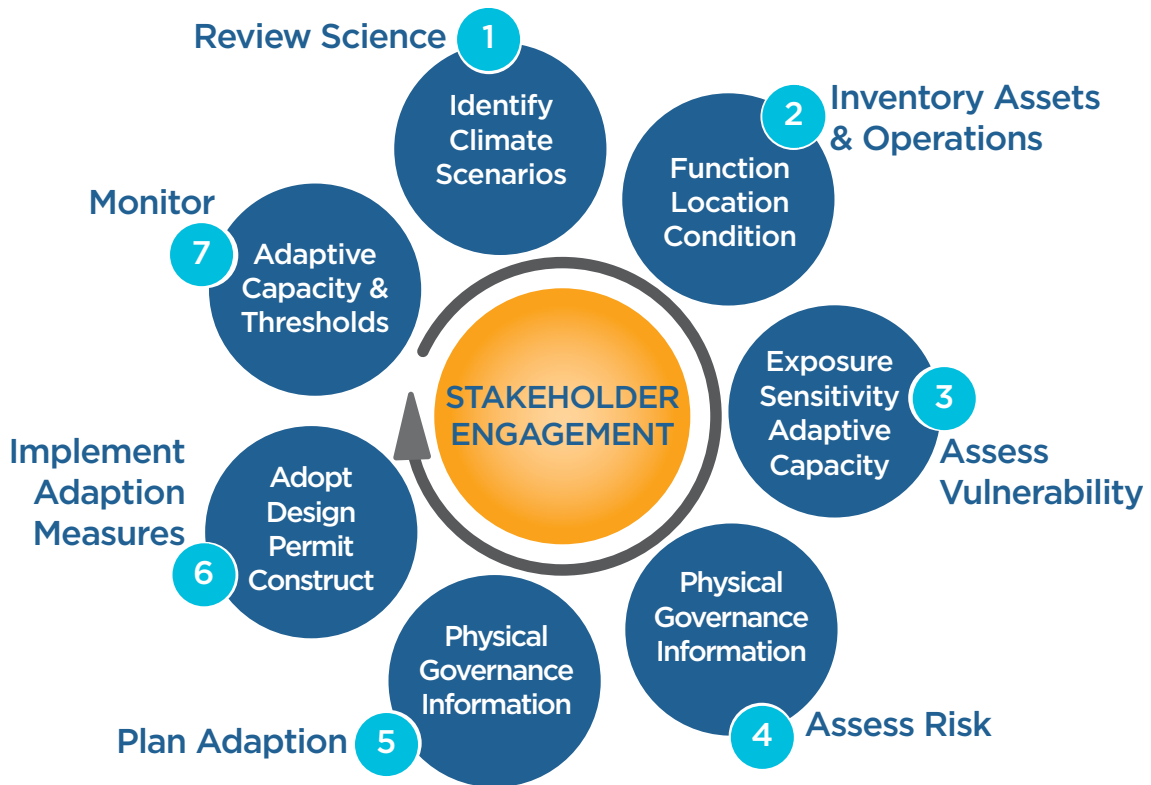 Review Science
1
Identify
Climate
Scenarios
2
Inventory Assets
& Operations
Function
Location
Condition
3
Assess
Vulnerability
Exposure
Sensitivity
Adaptive
Capacity
4
Assess Risk
Physical
Governance
Information
5
Plan Adaption
Physical
Governance
Information
6
Implement
Adaption
Measures
Adopt
Design
Permit
Construct
7
Monitor
Adaptive
Capacity &
Thresholds
STAKEHOLDER
ENGAGEMENT